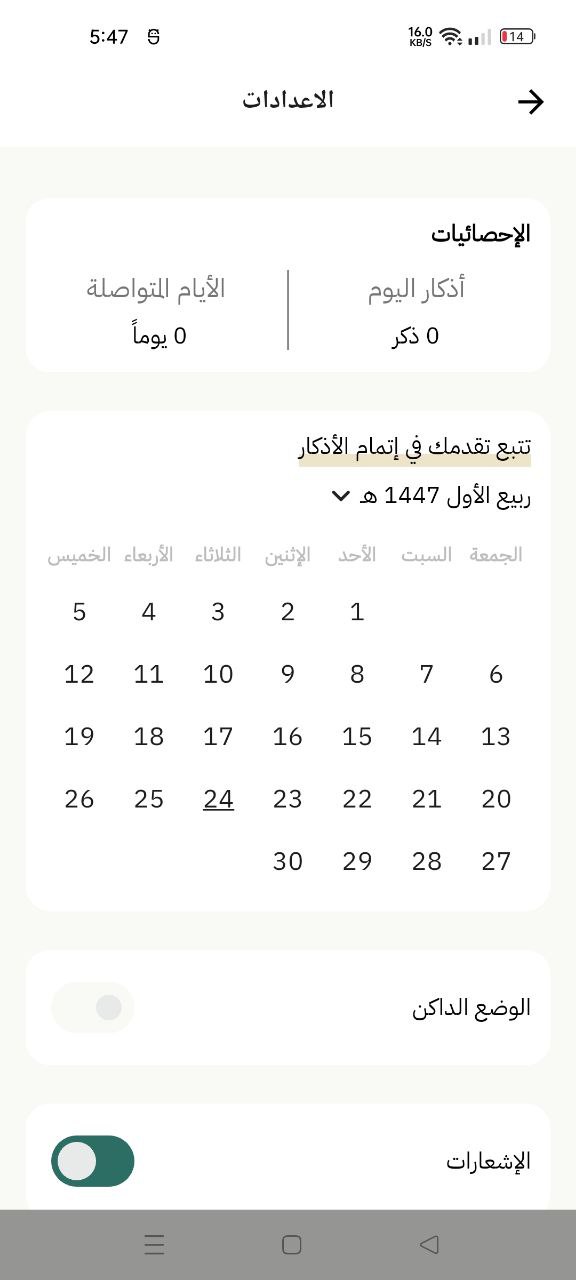 5:47 16.0 KB/S 14
الاعدادات
الإحصائيات
أذكار اليوم الأيام المتواصلة
0 ذكر 0 يوماً
تتبع تقدمك في إتمام الأذكار
ربيع الأول 1447 هـ
الجمعة السبت الأحد الإثنين الثلاثاء الأربعاء الخميس
1 2 3 4 5
6 7 8 9 10 11 12
13 14 15 16 17 18 19
20 21 22 23 24 25 26
27 28 29 30
الوضع الداكن
الإشعارات